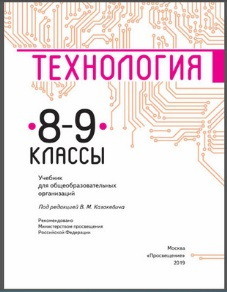 ТЕХНОЛОГИЯ
•8-9•
КЛАССЫ
Учебник
для общеобразовательных
организаций
Под редакцией В. М. Казакевича
Рекомендовано
Министерством просвещения
Российской Федерации
Москва
«Просвещение»
2019